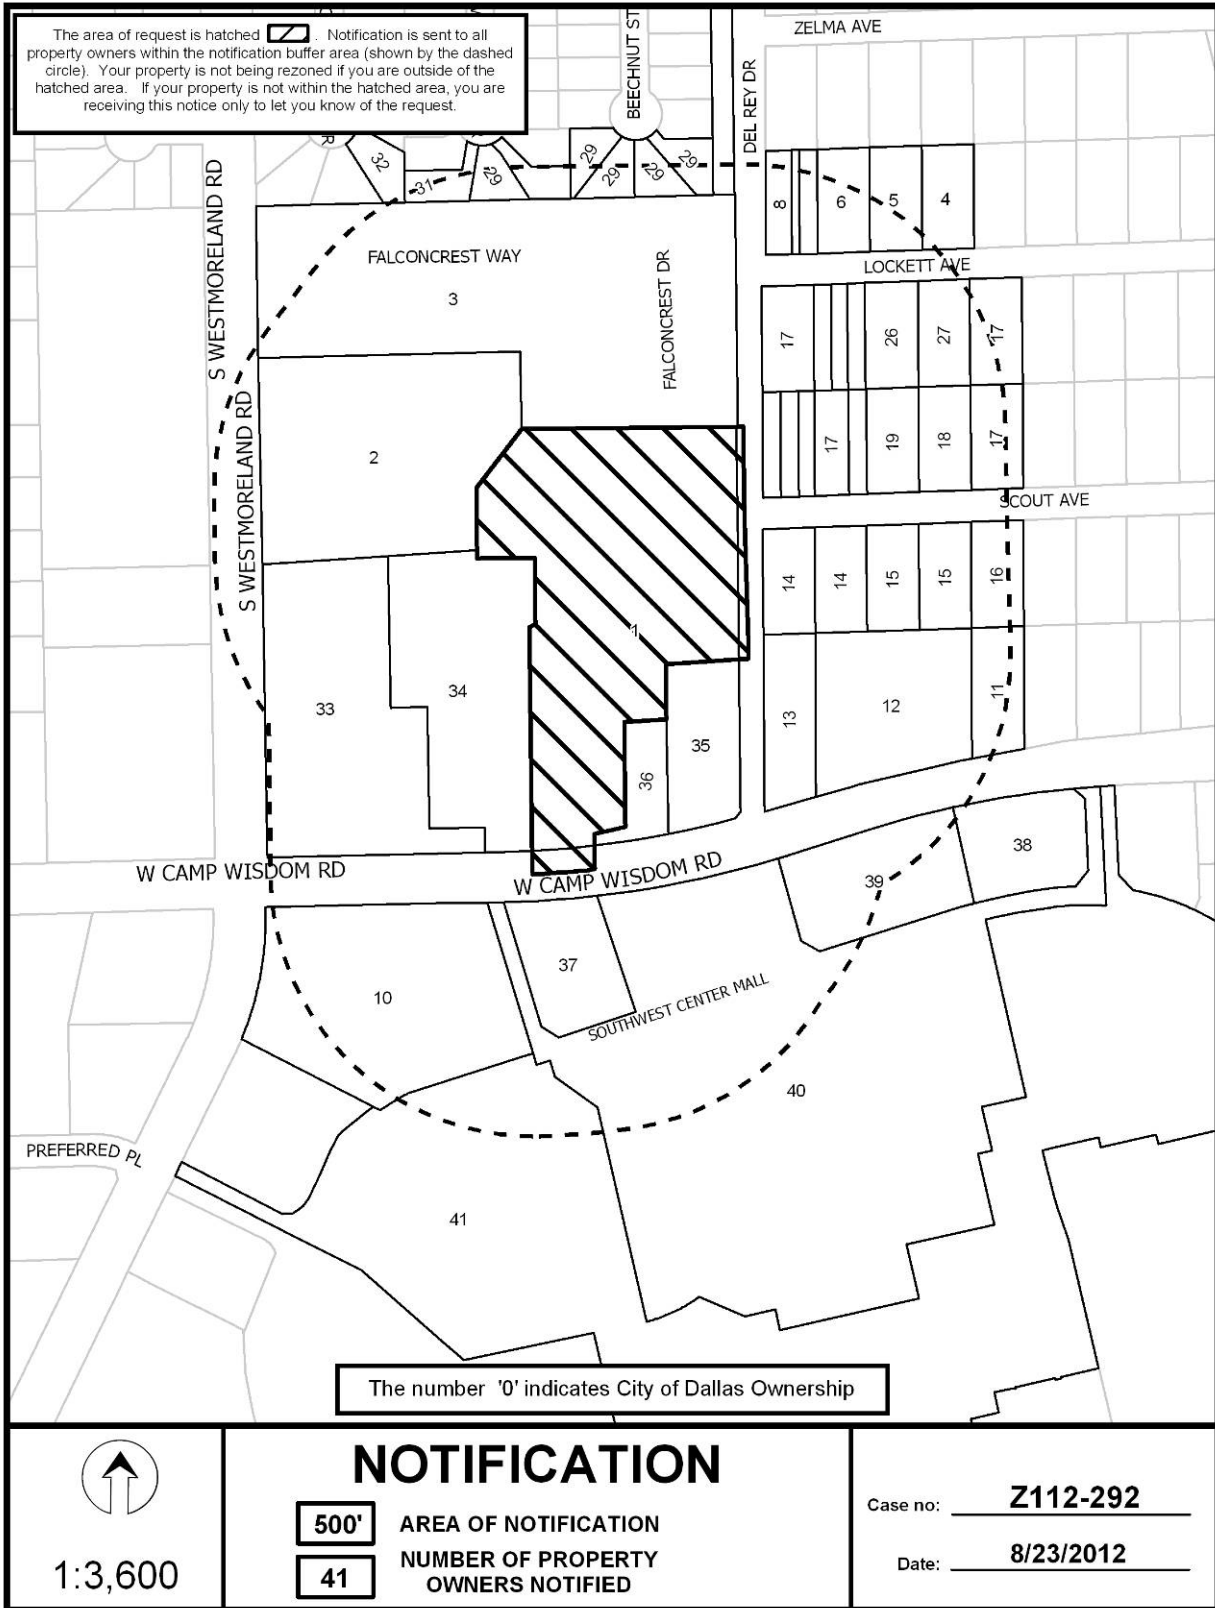 The area of request is hatched . Notification is sent to all
property owners within the notification buffer area (shown by the dashed
circle). Your property is not being rezoned if you are outside of the
hatched area. If your property is not within the hatched area, you are
receiving this notice only to let you know of the request.
ZELMA AVE
BEECHNUT ST
DEL REY DR
R
32
31
29
29
29
29
29
8
6
5
4
S WESTMORELAND RD
FALCONCREST WAY
3
FALCONCREST DR
LOCKETT AVE
17
26
27
17
S WESTMORELAND RD
2
17
19
18
17
SCOUT AVE
14
14
15
15
16
1
33
34
35
36
13
12
11
W CAMP WISDOM RD
W CAMP WISDOM RD
39
38
10
37
SOUTHWEST CENTER MALL
40
PREFERRED PL
41
The number '0' indicates City of Dallas Ownership
1:3,600
NOTIFICATION
500' AREA OF NOTIFICATION
41 NUMBER OF PROPERTY
OWNERS NOTIFIED
Case no: Z112-292
Date: 8/23/2012